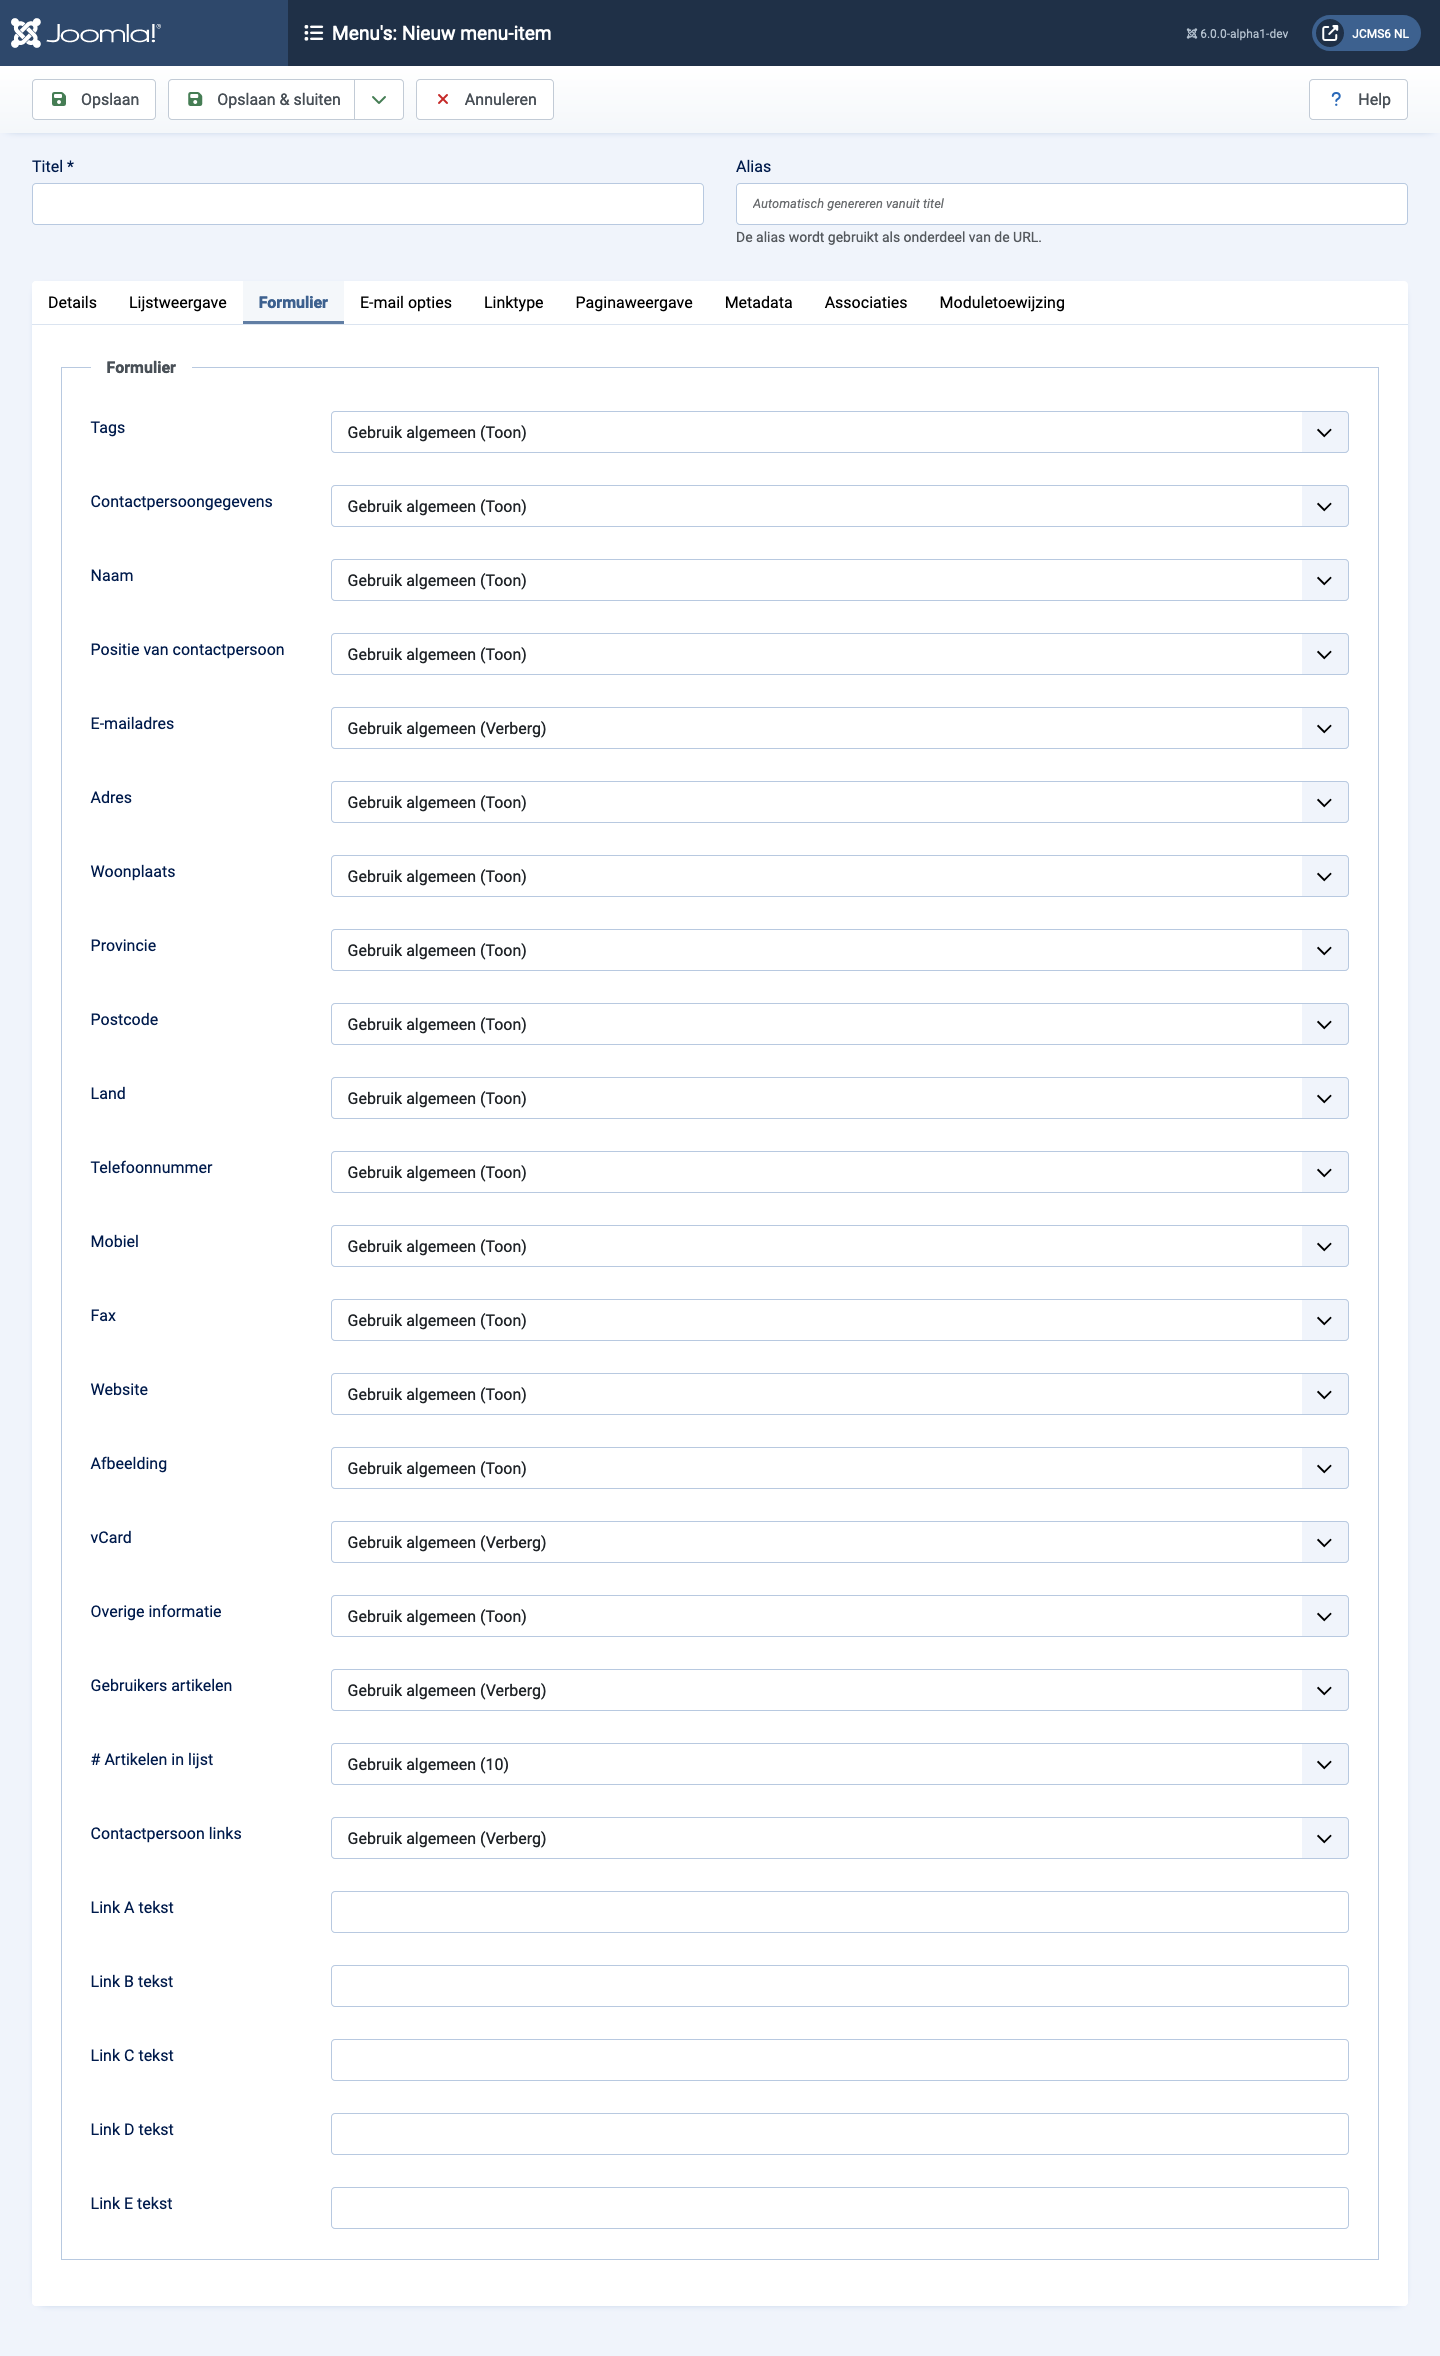 Joomla!®
Menu's: Nieuw menu-item
6.0.0-alpha1-dev
JCMS6 NL
Opslaan
Opslaan & sluiten
Annuleren
? Help
Titel *
Alias
Automatisch genereren vanuit titel
De alias wordt gebruikt als onderdeel van de URL.
Details Lijstweergave Formulier E-mail opties Linktype Paginaweergave Metadata Associaties Moduletoewijzing
Formulier
Tags
Gebruik algemeen (Toon)
Contactpersoongegevens
Gebruik algemeen (Toon)
Naam
Gebruik algemeen (Toon)
Positie van contactpersoon
Gebruik algemeen (Toon)
E-mailadres
Gebruik algemeen (Verberg)
Adres
Gebruik algemeen (Toon)
Woonplaats
Gebruik algemeen (Toon)
Provincie
Gebruik algemeen (Toon)
Postcode
Gebruik algemeen (Toon)
Land
Gebruik algemeen (Toon)
Telefoonnummer
Gebruik algemeen (Toon)
Mobiel
Gebruik algemeen (Toon)
Fax
Gebruik algemeen (Toon)
Website
Gebruik algemeen (Toon)
Afbeelding
Gebruik algemeen (Toon)
vCard
Gebruik algemeen (Verberg)
Overige informatie
Gebruik algemeen (Toon)
Gebruikers artikelen
Gebruik algemeen (Verberg)
# Artikelen in lijst
Gebruik algemeen (10)
Contactpersoon links
Gebruik algemeen (Verberg)
Link A tekst
Link B tekst
Link C tekst
Link D tekst
Link E tekst